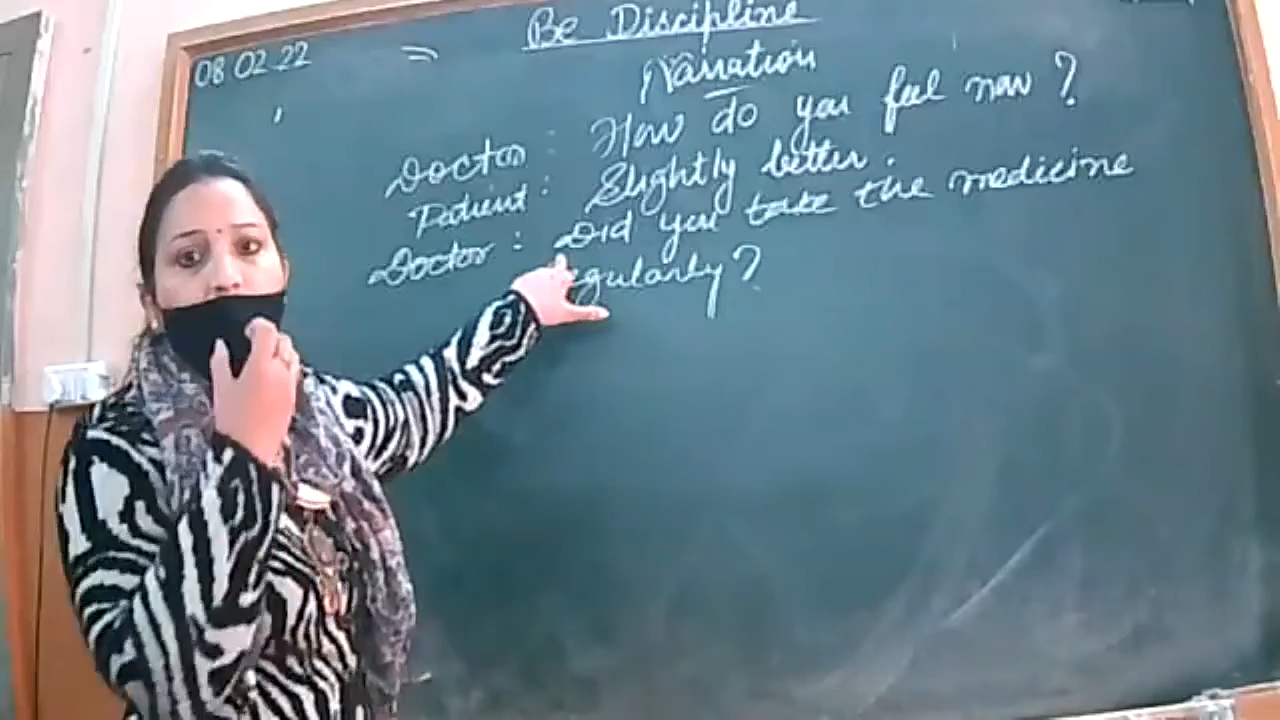 Be Discipline
08 02 22
Narration
Doctor : How do you feel now ?
Patient : Slightly better .
Doctor : Did you take the medicine
regularly ?